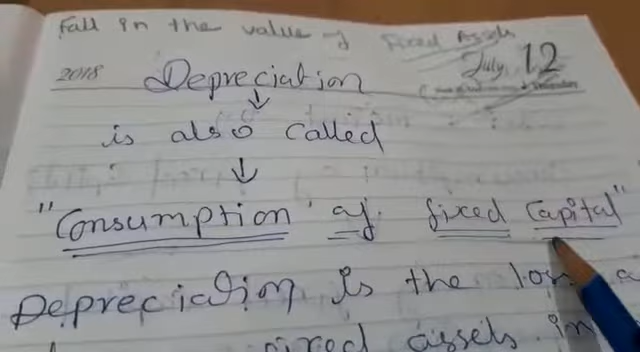 Fall in the value of Fixed Assets
2018 Depreciation July, 12
is also called
"Consumption of fixed Capital"
Depreciation is the
fixed assets in